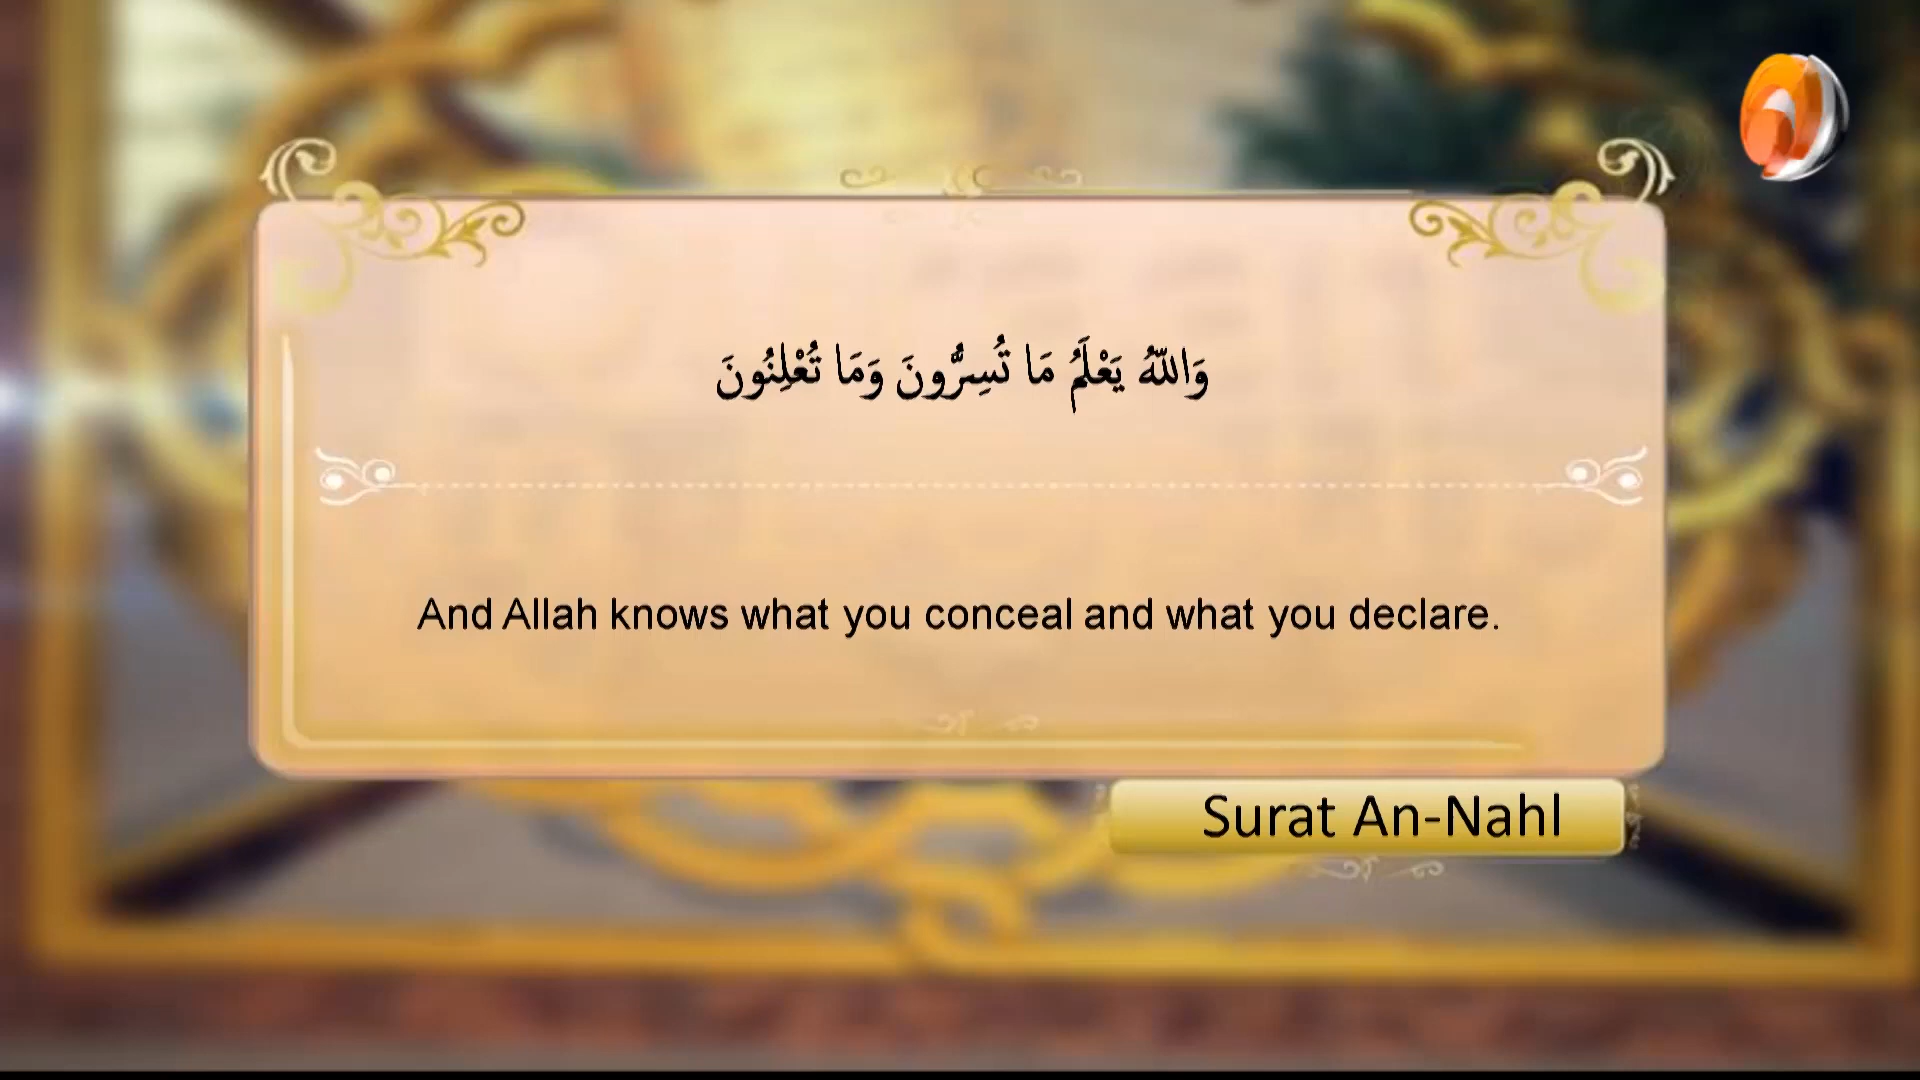 وَاللّهُ يَعْلَمُ مَا تُسِرُّونَ وَمَا تُعْلِنُونَ
And Allah knows what you conceal and what you declare.
Surat An-Nahl